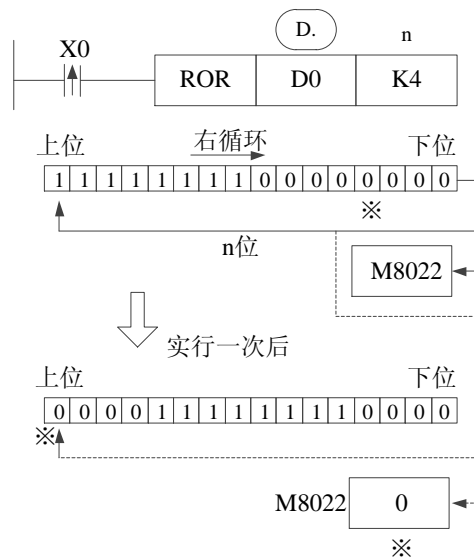 D. n
X0
ROR D0 K4
上位 右循环 下位
1 1 1 1 1 1 1 1 0 0 0 0 0 0 0 0
※
n位
M8022
实行一次后
上位 下位
0 0 0 0 1 1 1 1 1 1 1 1 0 0 0 0
※
M8022 0
※